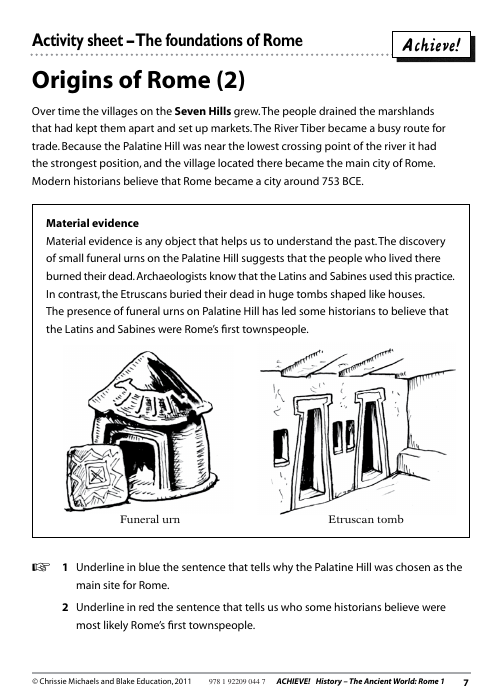 Activity sheet – The foundations of Rome
Achieve!
Origins of Rome (2)
Over time the villages on the Seven Hills grew. The people drained the marshlands
that had kept them apart and set up markets. The River Tiber became a busy route for
trade. Because the Palatine Hill was near the lowest crossing point of the river it had
the strongest position, and the village located there became the main city of Rome.
Modern historians believe that Rome became a city around 753 BCE.
Material evidence
Material evidence is any object that helps us to understand the past. The discovery
of small funeral urns on the Palatine Hill suggests that the people who lived there
burned their dead. Archaeologists know that the Latins and Sabines used this practice.
In contrast, the Etruscans buried their dead in huge tombs shaped like houses.
The presence of funeral urns on Palatine Hill has led some historians to believe that
the Latins and Sabines were Rome's first townspeople.
Funeral urn
Etruscan tomb
1 Underline in blue the sentence that tells why the Palatine Hill was chosen as the
main site for Rome.
2 Underline in red the sentence that tells us who some historians believe were
most likely Rome's first townspeople.
© Chrissie Michaels and Blake Education, 2011 978 1 92209 044 7 ACHIEVE! History – The Ancient World: Rome 1 7